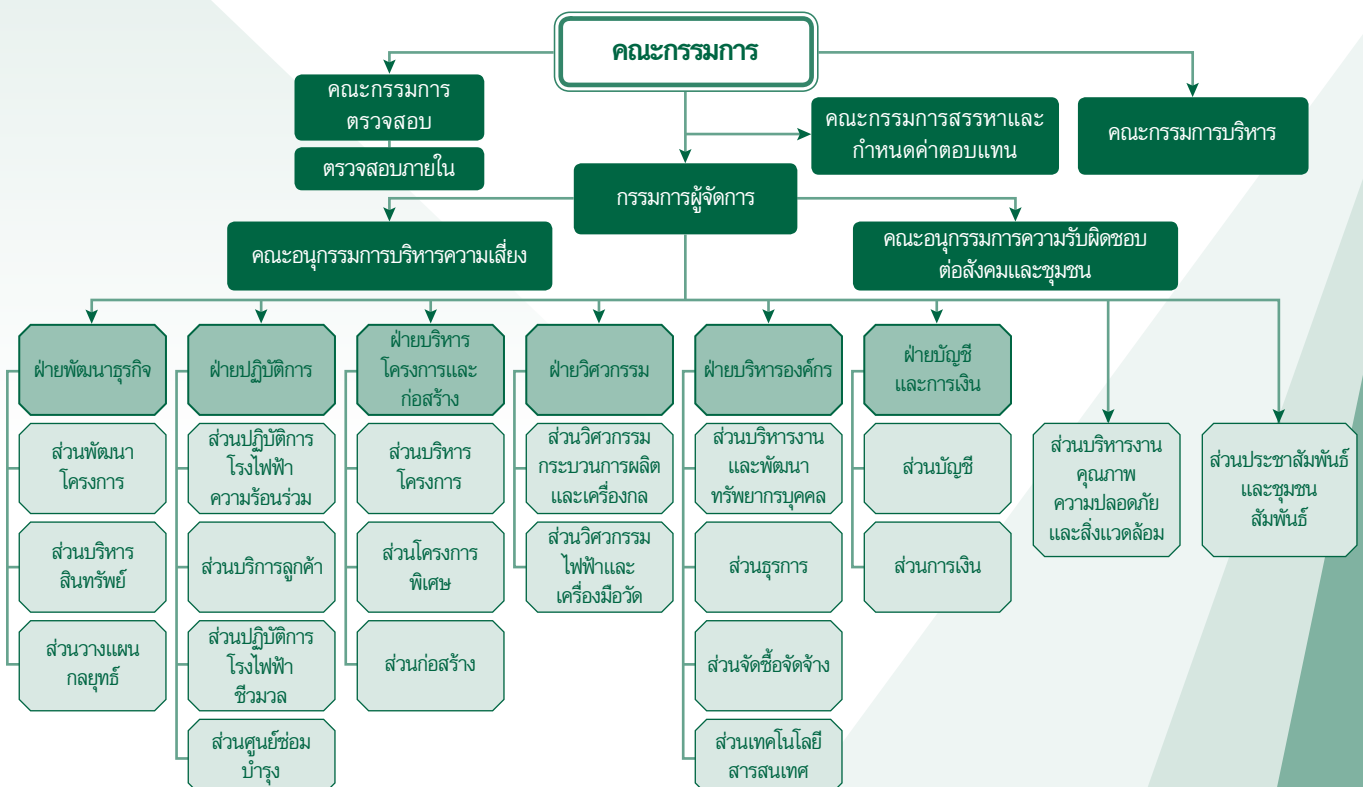 คณะกรรมการ
คณะกรรมการ
ตรวจสอบ
คณะกรรมการสรรหาและ
กำหนดค่าตอบแทน
คณะกรรมการบริหาร
ตรวจสอบภายใน
กรรมการผู้จัดการ
คณะอนุกรรมการบริหารความเสี่ยง
คณะอนุกรรมการความรับผิดชอบ
ต่อสังคมและชุมชน
ฝ่ายพัฒนาธุรกิจ
ส่วนพัฒนา
โครงการ
ส่วนบริหาร
สินทรัพย์
ส่วนวางแผน
กลยุทธ์
ฝ่ายปฏิบัติการ
ส่วนปฏิบัติการ
โรงไฟฟ้า
ความร้อนร่วม
ส่วนบริการลูกค้า
ส่วนปฏิบัติการ
โรงไฟฟ้า
ชีวมวล
ส่วนศูนย์ซ่อม
บำรุง
ฝ่ายบริหาร
โครงการและ
ก่อสร้าง
ส่วนบริหาร
โครงการ
ส่วนโครงการ
พิเศษ
ส่วนก่อสร้าง
ฝ่ายวิศวกรรม
ส่วนวิศวกรรม
กระบวนการผลิต
และเครื่องกล
ส่วนวิศวกรรม
ไฟฟ้าและ
เครื่องมือวัด
ฝ่ายบริหารองค์กร
ส่วนบริหารงาน
และพัฒนา
ทรัพยากรบุคคล
ส่วนธุรการ
ส่วนจัดซื้อจัดจ้าง
ส่วนเทคโนโลยี
สารสนเทศ
ฝ่ายบัญชี
และการเงิน
ส่วนบัญชี
ส่วนการเงิน
ส่วนบริหารงาน
คุณภาพ
ความปลอดภัย
และสิ่งแวดล้อม
ส่วนประชาสัมพันธ์
และชุมชน
สัมพันธ์